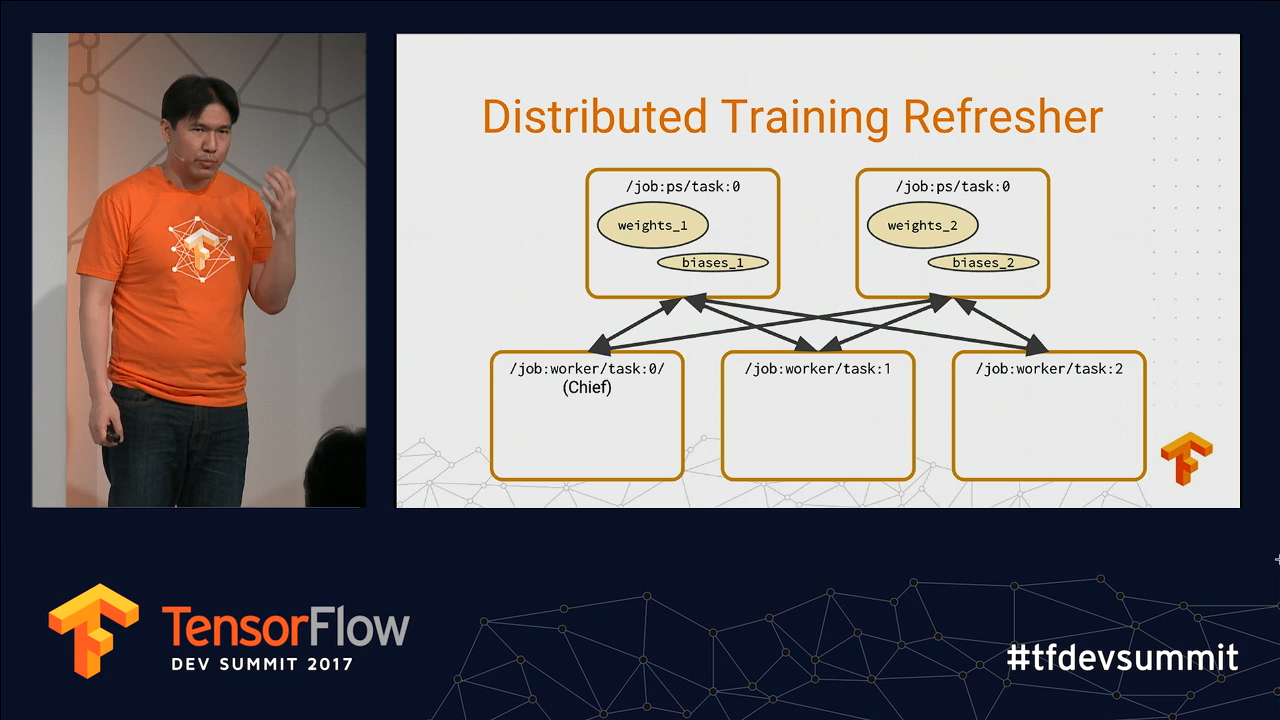 Distributed Training Refresher
/job:ps/task:0
weights_1
biases_1
/job:ps/task:0
weights_2
biases_2
/job:worker/task:0/
(Chief)
/job:worker/task:1
/job:worker/task:2
TensorFlow
DEV SUMMIT 2017
#tfdevsummit